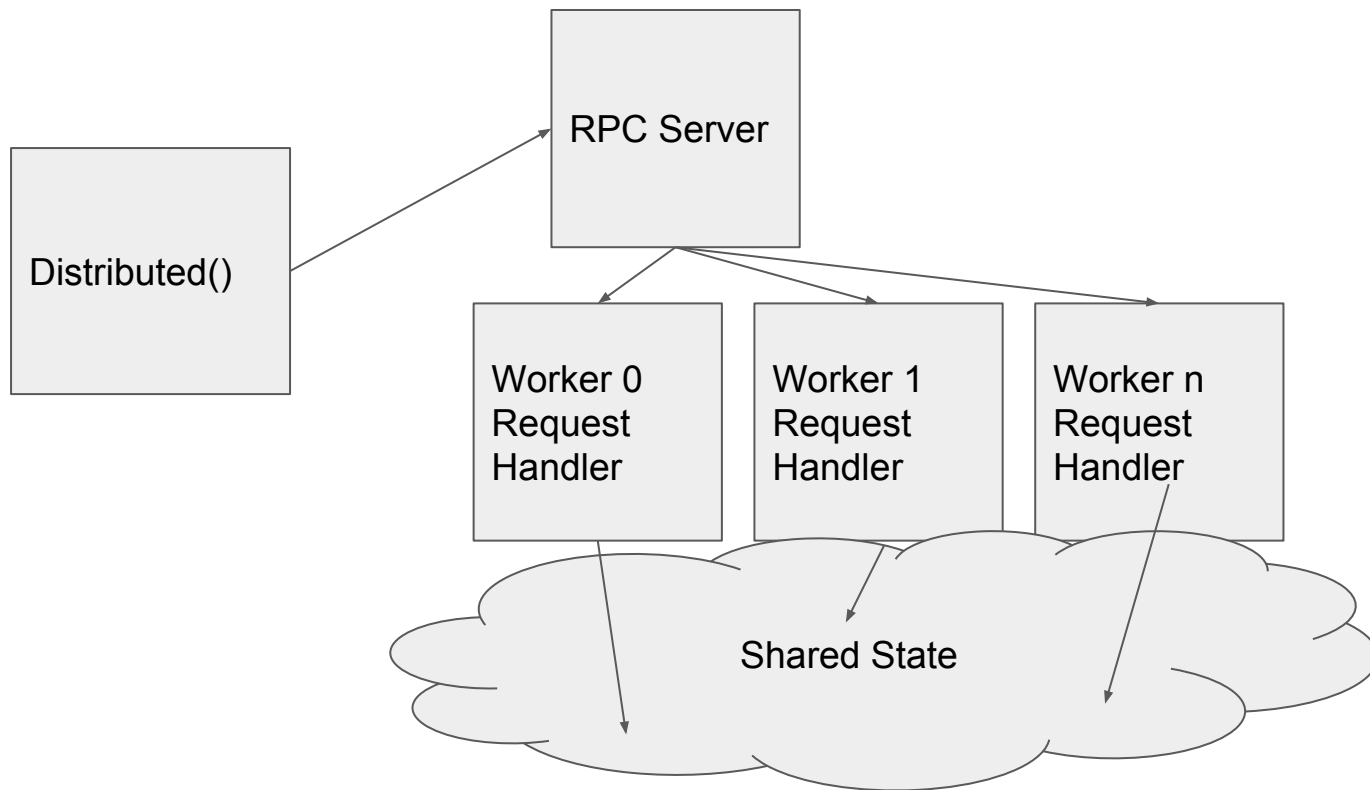 RPC Server
Distributed()
Worker 0
Request
Handler
Worker 1
Request
Handler
Worker n
Request
Handler
Shared State